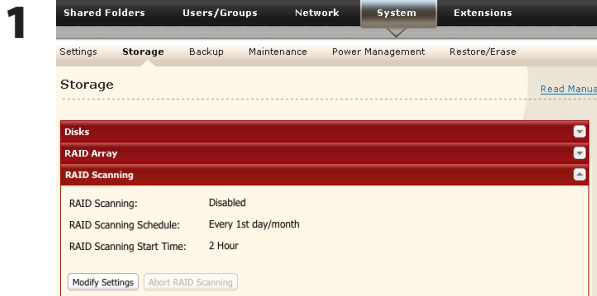 1
Shared Folders Users/Groups Network System Extensions
Settings Storage Backup Maintenance Power Management Restore/Erase
Storage
Read Manua
Disks
RAID Array
RAID Scanning
RAID Scanning: Disabled
RAID Scanning Schedule: Every 1st day/month
RAID Scanning Start Time: 2 Hour
Modify Settings Abort RAID Scanning